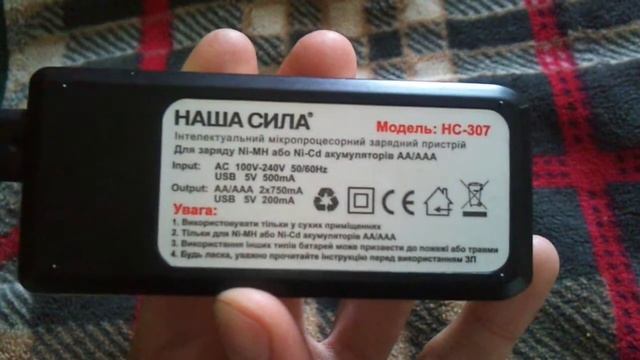 НАША СИЛА®
Модель: НС-307
Інтелектуальний мікропроцесорний зарядний пристрій
Для заряду Ni-MH або Ni-Cd акумуляторів AA/AAA
Input: AC 100V-240V 50/60Hz
USB 5V 500mA
Output: AA/AAA 2x750mA
USB 5V 200mA
CE
Увага:
1. Використовувати тільки у сухих приміщеннях
2. Тільки для Ni-MH або Ni-Cd акумуляторів AA/AAA
3. Використання інших типів батарей може призвести до пожежі або травми
4. Будь ласка, уважно прочитайте інструкцію перед використанням ЗП